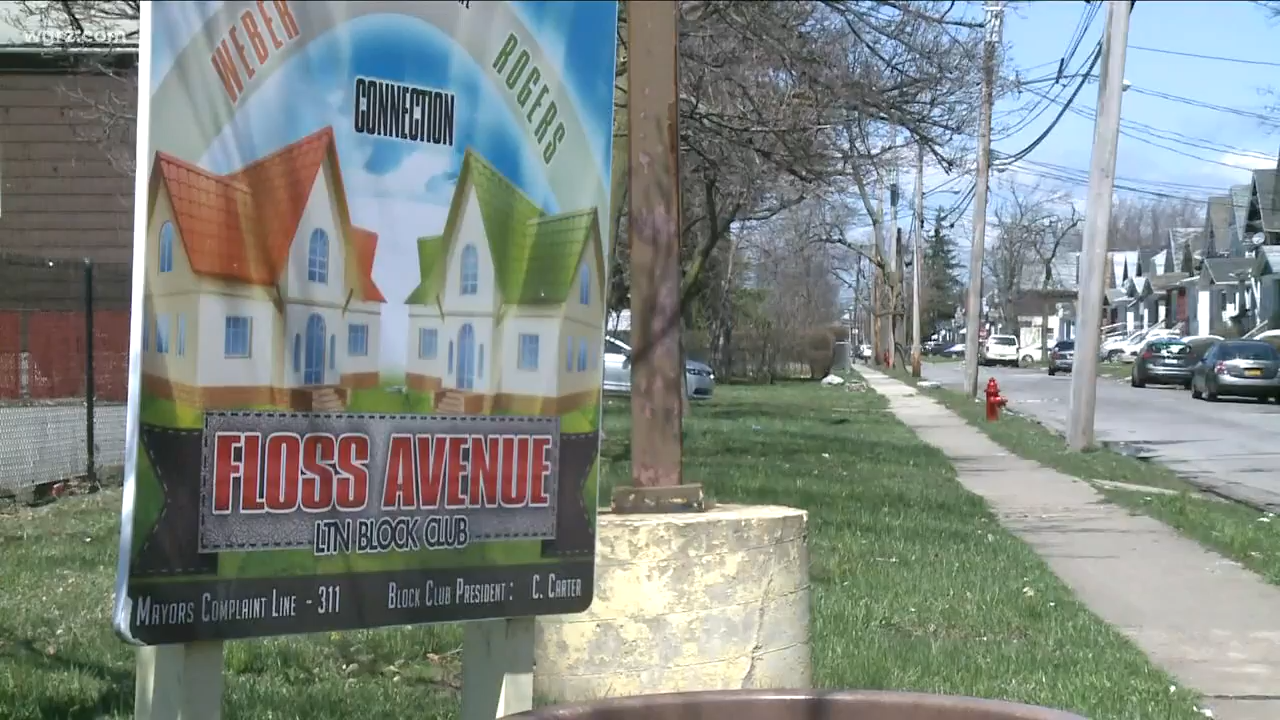 wgrz.com
WEBER
ROGERS
CONNECTION
FLOSS AVENUE
LTN BLOCK CLUB
MAYORS COMPLAINT LINE - 311
BLOCK CLUB PRESIDENT : C. CARTER